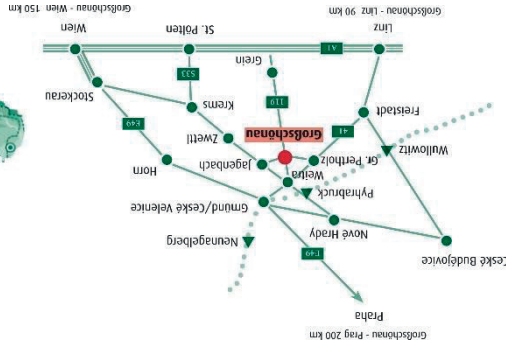 Großschönau - Prag 200 km
Praha
E49
České Budějovice
Nové Hrady
Neunagelberg
Gmünd/České Velenice
Pyhrabruck
Weitra
Wullowitz
Gr. Pertholz
Jagenbach
Horn
41
Großschönau
Zwettl
Freistadt
Krems
E49
119
S33
Stockerau
Grein
A1
Linz
St. Pölten
Wien
Großschönau - Linz 90 km
Großschönau - Wien 150 km